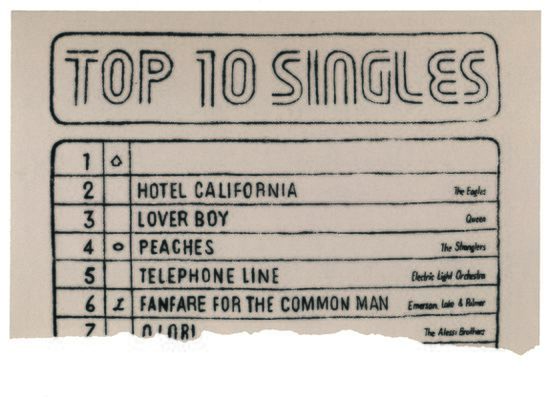 TOP 10 SINGLES
1
2 HOTEL CALIFORNIA The Eagles
3 LOVER BOY Queen
4 PEACHES The Stranglers
5 TELEPHONE LINE Electric Light Orchestra
6 FANFARE FOR THE COMMON MAN Emerson, Lake & Palmer
7 O LORI The Alessi Brothers